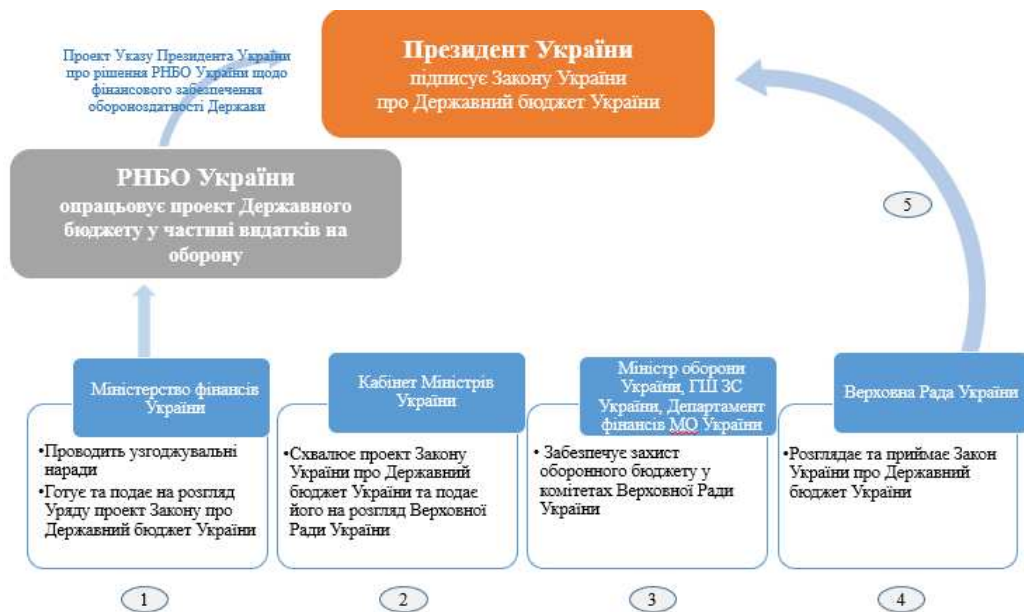 Проект Указу Президента України
про рішення РНБО України щодо
фінансового забезпечення
обороноздатності Держави
Президент України
підписує Закону України
про Державний бюджет України
РНБО України
опрацьовує проект Державного
бюджету у частині видатків на
оборону
5
Міністерство фінансів
України
•Проводить узгоджувальні
наради
•Готує та подає на розгляд
Уряду проект Закону про
Державний бюджет України
Кабінет Міністрів
України
•Схвалює проект Закону
України про Державний
бюджет України та подає
його на розгляд Верховної
Ради України
Міністр оборони
України, ГШ ЗС
України, Департамент
фінансів МО України
• Забезпечує захист
оборонного бюджету у
комітетах Верховної Ради
України
Верховна Рада України
•Розглядає та приймає Закон
України про Державний
бюджет України
1
2
3
4